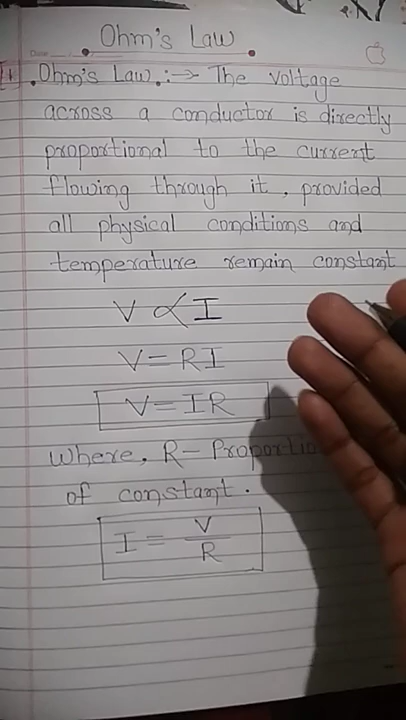 Ohm's Law
Date
1. Ohm's Law :→ The voltage
across a conductor is directly
proportional to the current
flowing through it, provided
all physical conditions and
temperature remain constant
V ∝ I
V = RI
V = IR
Where, R - Proportio
of constant.
I = V/R